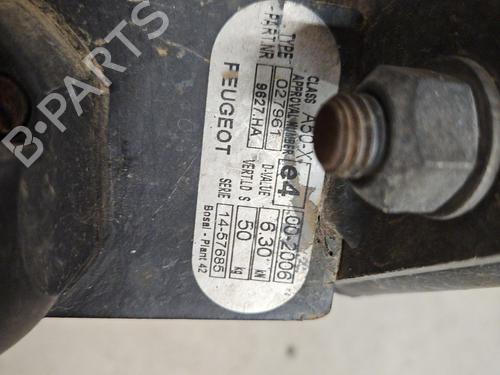 CLASS A50-X
APPROVAL NUMBER e4 00-2006
TYPE 027961 D-VALUE 6.30 kN
PART.NR 9627.HA VERT.LD S 50 kg
PEUGEOT SERIE 14-57685
Bosal - Plant 42
B-PARTS